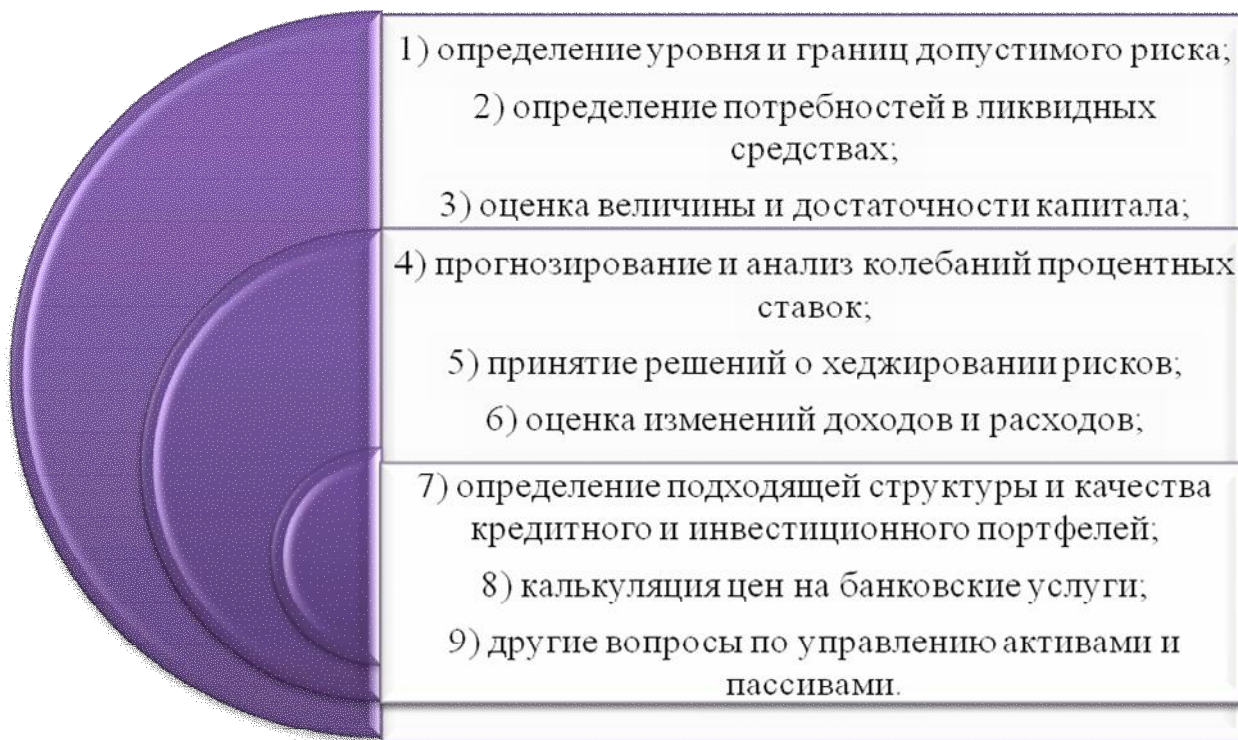 1) определение уровня и границ допустимого риска;
2) определение потребностей в ликвидных
средствах;
3) оценка величины и достаточности капитала;
4) прогнозирование и анализ колебаний процентных
ставок;
5) принятие решений о хеджировании рисков;
6) оценка изменений доходов и расходов;
7) определение подходящей структуры и качества
кредитного и инвестиционного портфелей;
8) калькуляция цен на банковские услуги;
9) другие вопросы по управлению активами и
пассивами.